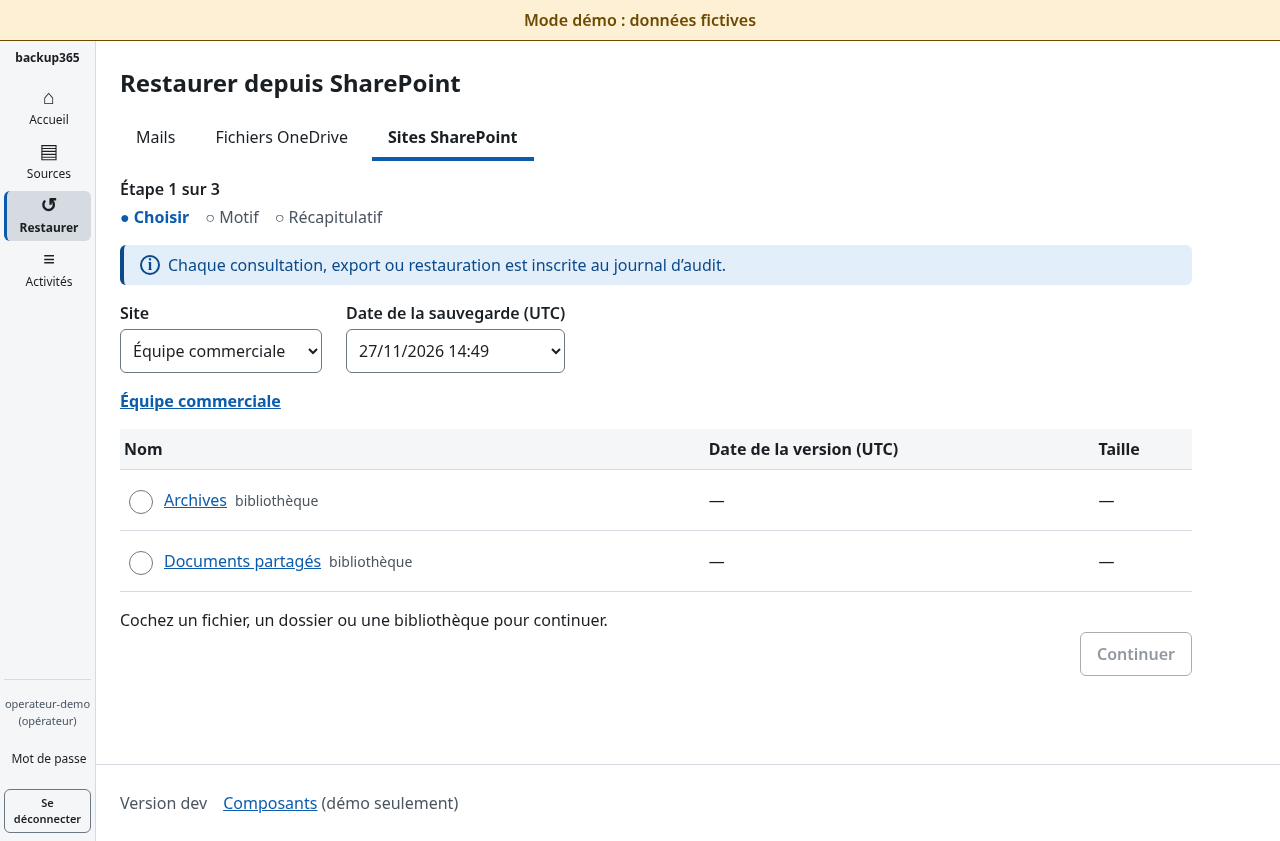 Mode démo : données fictives
backup365
Accueil
Sources
Restaurer
Activités
operateur-demo
(opérateur)
Mot de passe
Se
déconnecter
Restaurer depuis SharePoint
Mails Fichiers OneDrive Sites SharePoint
Étape 1 sur 3
● Choisir ○ Motif ○ Récapitulatif
Chaque consultation, export ou restauration est inscrite au journal d’audit.
Site Date de la sauvegarde (UTC)
Équipe commerciale 27/11/2026 14:49
Équipe commerciale
Nom Date de la version (UTC) Taille
Archives bibliothèque — —
Documents partagés bibliothèque — —
Cochez un fichier, un dossier ou une bibliothèque pour continuer.
Continuer
Version dev Composants (démo seulement)